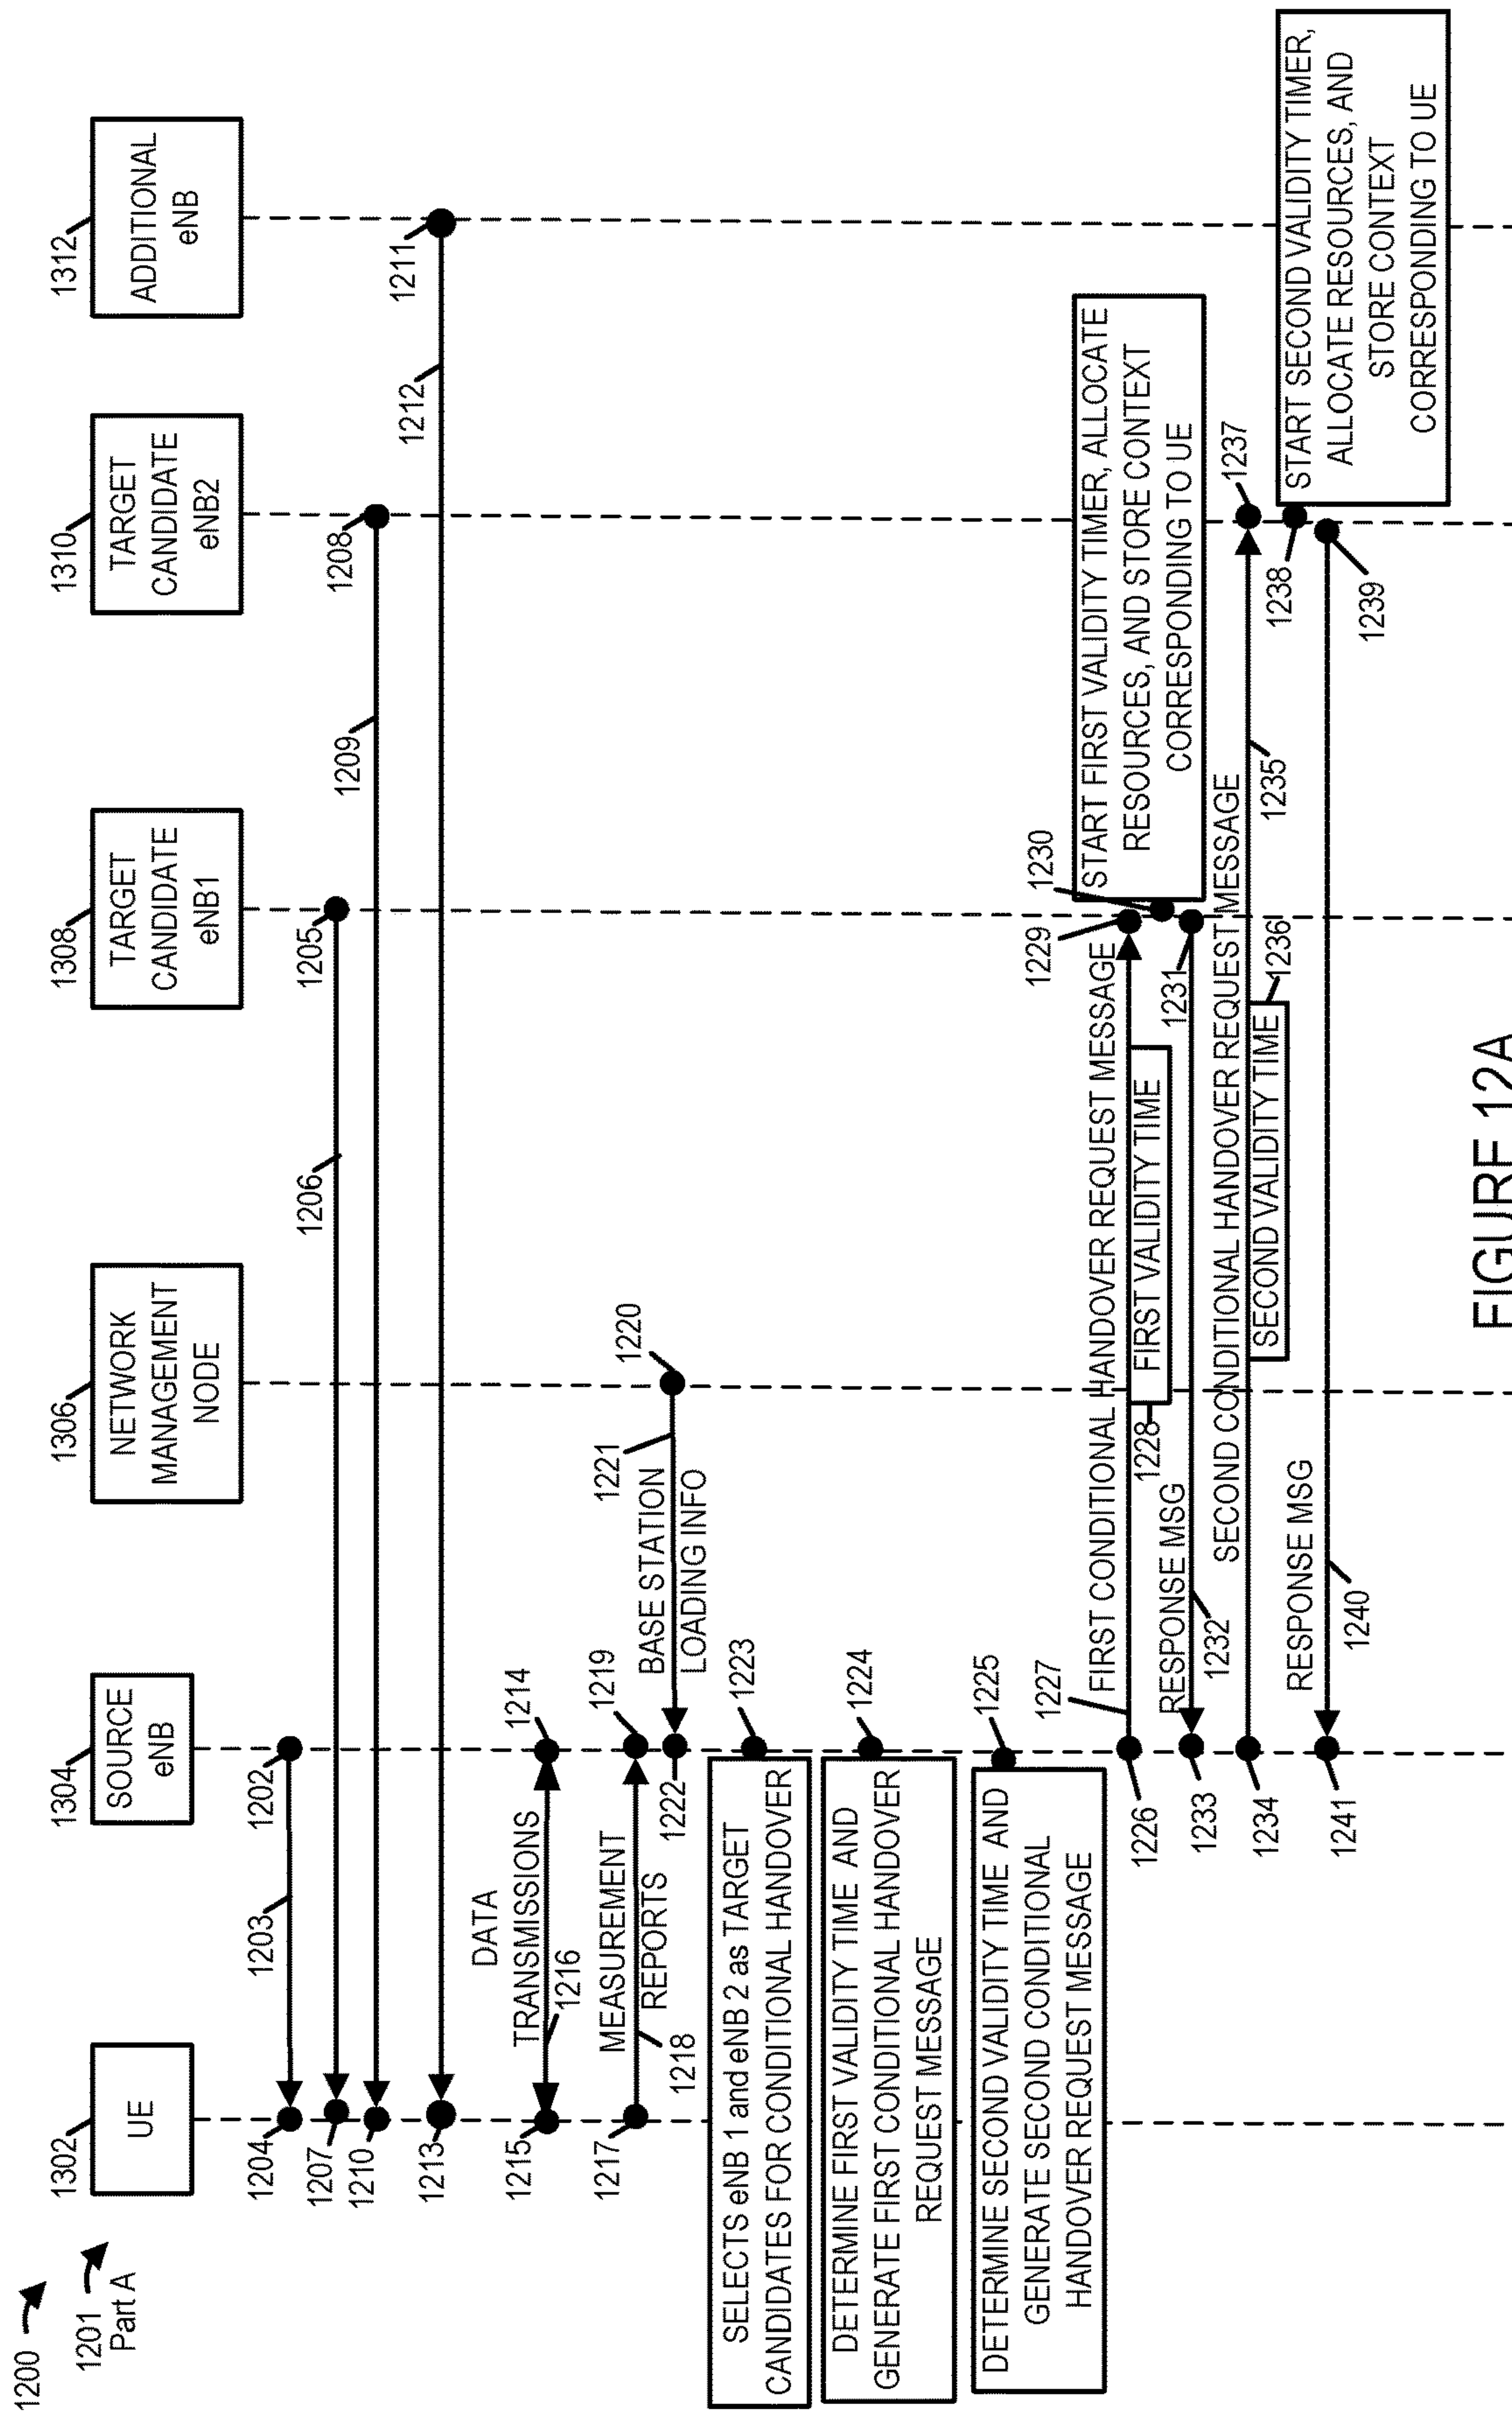 1200
1201
Part A
1302
UE
1304
SOURCE
eNB
1306
NETWORK
MANAGEMENT
NODE
1308
TARGET
CANDIDATE
eNB1
1310
TARGET
CANDIDATE
eNB2
1312
ADDITIONAL
eNB
1204
1203
1202
1207
1206
1205
1210
1209
1208
1213
1212
1211
1215
DATA
TRANSMISSIONS
1216
1214
1217
MEASUREMENT
REPORTS
1218
1219
1222
BASE STATION
LOADING INFO
1221
1220
SELECTS eNB 1 and eNB 2 as TARGET
CANDIDATES FOR CONDITIONAL HANDOVER
1223
DETERMINE FIRST VALIDITY TIME AND
GENERATE FIRST CONDITIONAL HANDOVER
REQUEST MESSAGE
1224
DETERMINE SECOND VALIDITY TIME AND
GENERATE SECOND CONDITIONAL
HANDOVER REQUEST MESSAGE
1225
1226
1227
FIRST CONDITIONAL HANDOVER REQUEST MESSAGE
1228
FIRST VALIDITY TIME
1229
1230
START FIRST VALIDITY TIMER, ALLOCATE
RESOURCES, AND STORE CONTEXT
CORRESPONDING TO UE
1233
RESPONSE MSG
1232
1231
1234
SECOND CONDITIONAL HANDOVER REQUEST MESSAGE
SECOND VALIDITY TIME
1236
1235
1237
1238
START SECOND VALIDITY TIMER,
ALLOCATE RESOURCES, AND
STORE CONTEXT
CORRESPONDING TO UE
1241
RESPONSE MSG
1240
1239
FIGURE 12A